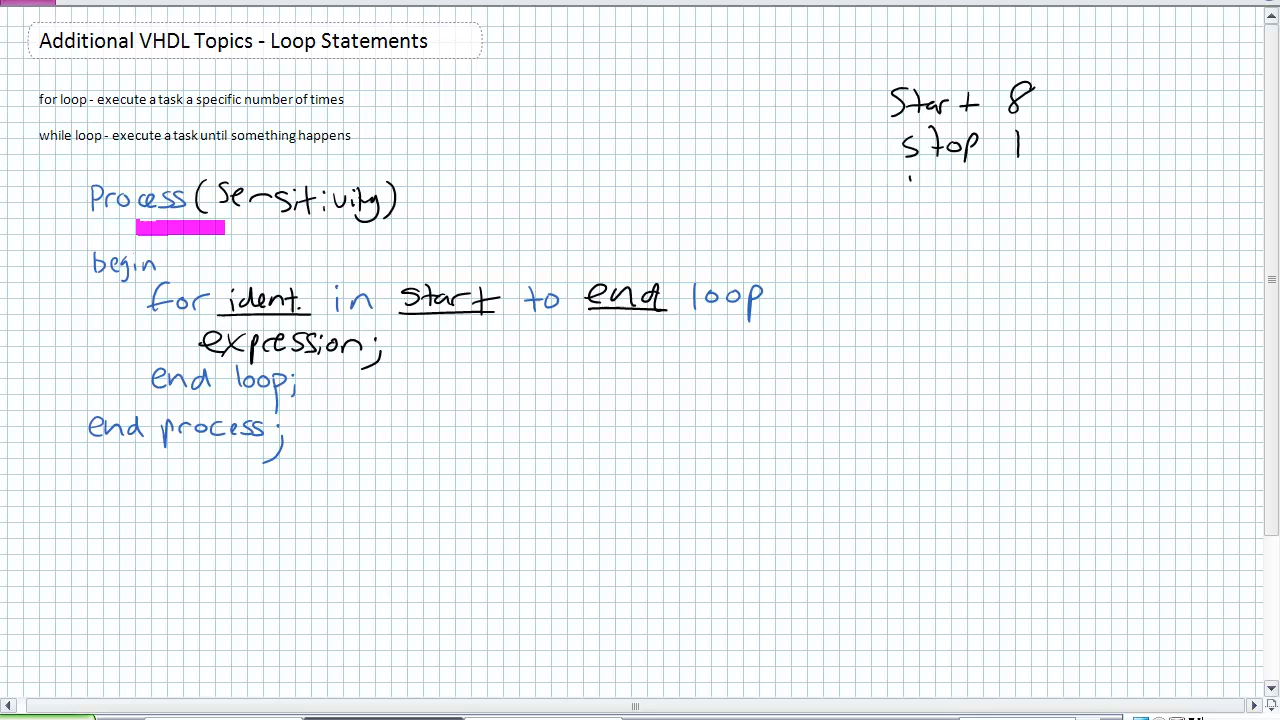 Additional VHDL Topics - Loop Statements
for loop - execute a task a specific number of times
while loop - execute a task until something happens
Start 8
stop 1
Process (Sensitivity)
begin
for ident. in start to end loop
expression;
end loop;
end process;